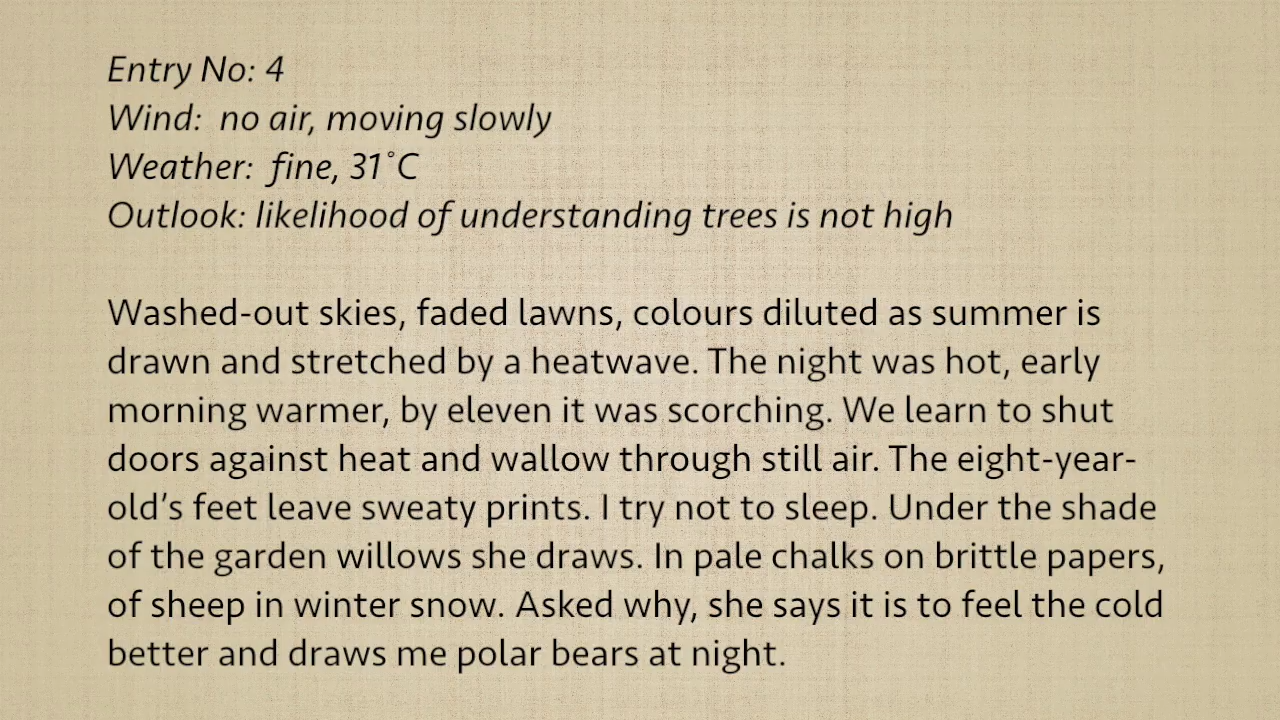 Entry No: 4
Wind:  no air, moving slowly
Weather:  fine, 31˚C
Outlook: likelihood of understanding trees is not high
Washed-out skies, faded lawns, colours diluted as summer is
drawn and stretched by a heatwave. The night was hot, early
morning warmer, by eleven it was scorching. We learn to shut
doors against heat and wallow through still air. The eight-year-
old’s feet leave sweaty prints. I try not to sleep. Under the shade
of the garden willows she draws. In pale chalks on brittle papers,
of sheep in winter snow. Asked why, she says it is to feel the cold
better and draws me polar bears at night.